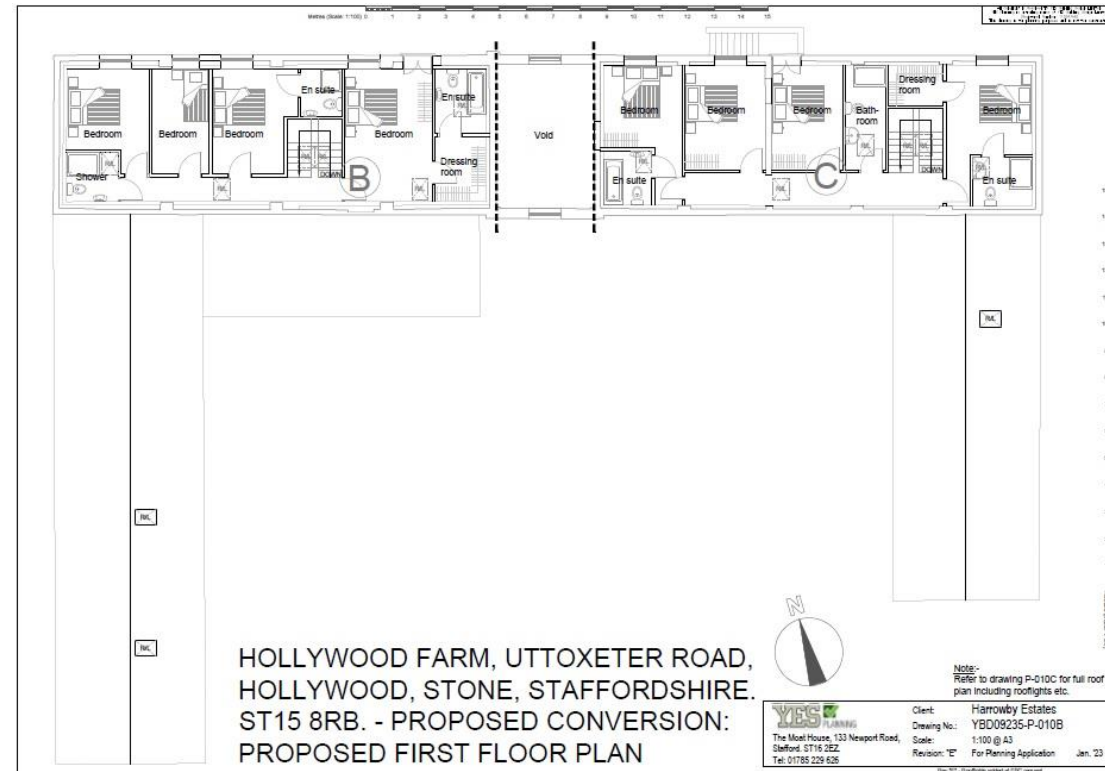 Metres (Scale: 1:100) 0 1 2 3 4 5 6 7 8 9 10 11 12 13 14 15
Bedroom
Bedroom
Bedroom
En suite
Bedroom
En suite
Void
Bedroom
Bedroom
Bedroom
Bath-
room
Dressing
room
Bedroom
Shower
DOWN
B
Dressing
room
En suite
C
DOWN
En suite
N
HOLLYWOOD FARM, UTTOXETER ROAD,
HOLLYWOOD, STONE, STAFFORDSHIRE.
ST15 8RB. - PROPOSED CONVERSION:
PROPOSED FIRST FLOOR PLAN
Note:-
Refer to drawing P-010C for full roof
plan including rooflights etc.
YES PLANNING
The Moat House, 133 Newport Road,
Stafford. ST16 2EZ.
Tel: 01785 229 626
Client: Harrowby Estates
Drawing No.: YBD09235-P-010B
Scale: 1:100 @ A3
Revision: "E" For Planning Application Jan. '23